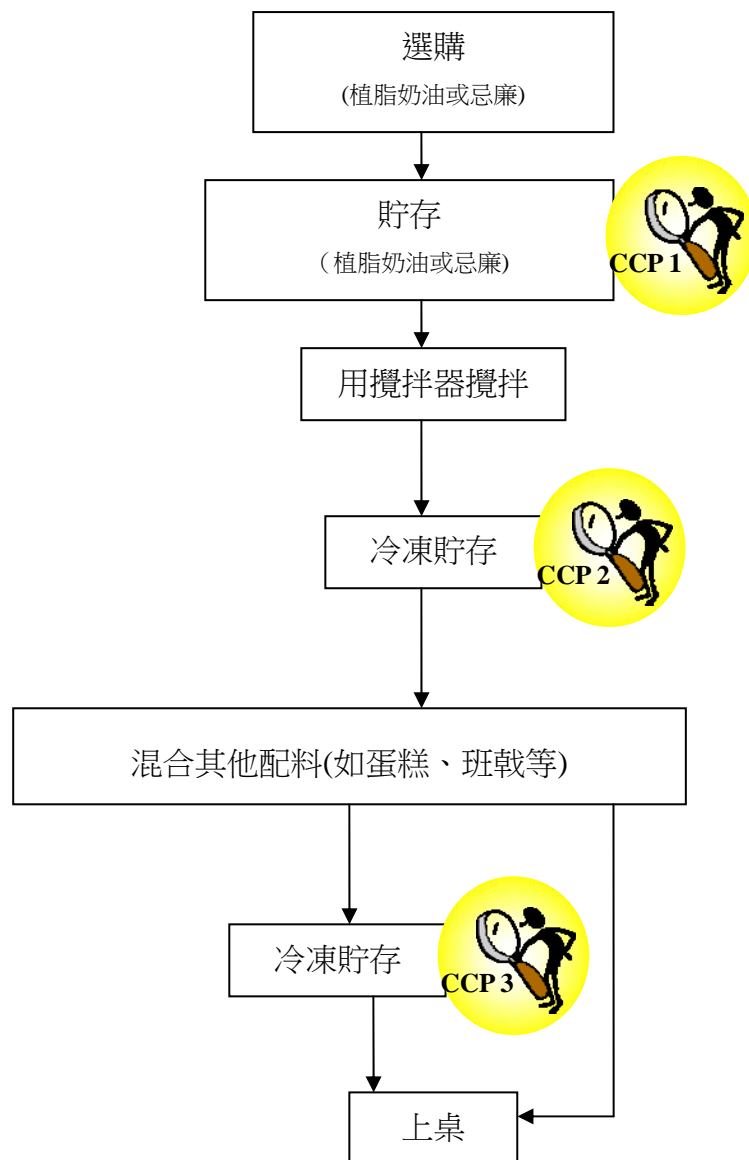 選購
(植脂奶油或忌廉)
貯存
（植脂奶油或忌廉)
CCP 1
用攪拌器攪拌
冷凍貯存
CCP 2
混合其他配料(如蛋糕、班戟等)
冷凍貯存
CCP 3
上桌